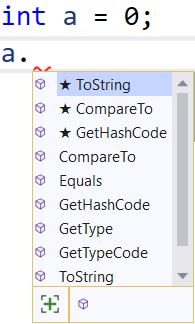 int a = 0;
a.
★ ToString
★ CompareTo
★ GetHashCode
CompareTo
Equals
GetHashCode
GetType
GetTypeCode
ToString